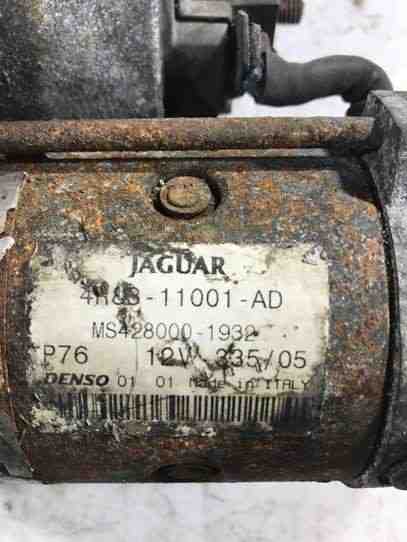 JAGUAR
4R83-11001-AD
MS428000-1932
P76 12V 335/05
DENSO 01 01 Made in ITALY